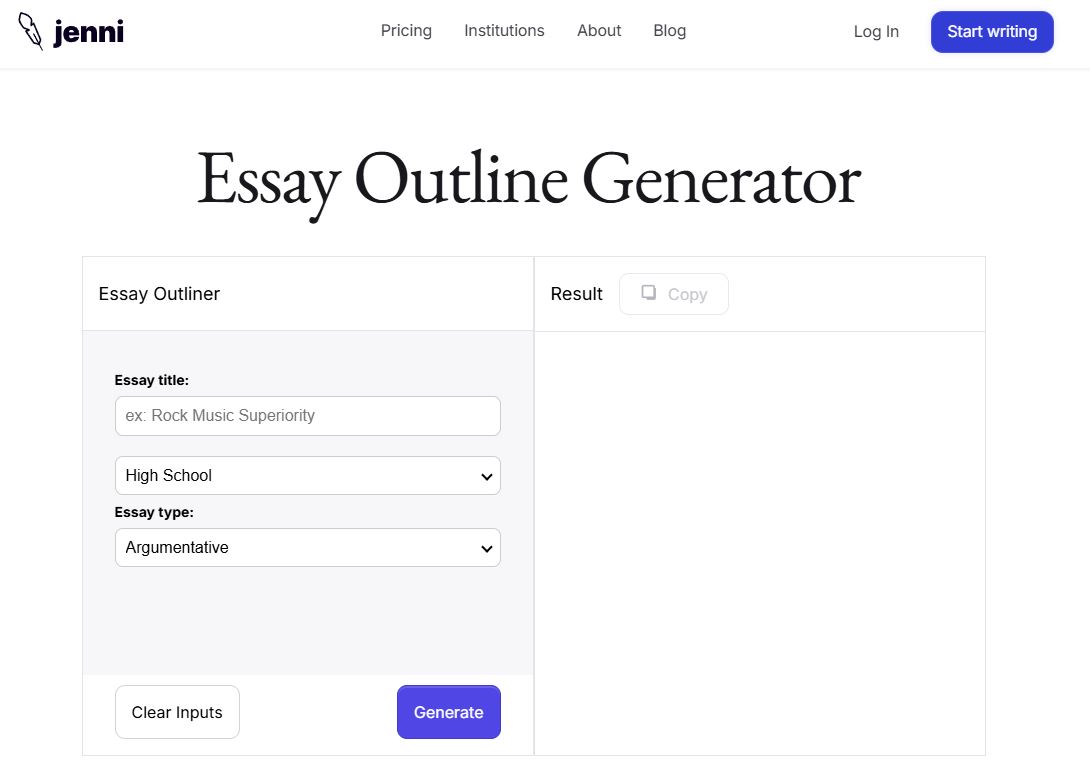 jenni
Pricing Institutions About Blog Log In Start writing
Essay Outline Generator
Essay Outliner
Result Copy
Essay title:
ex: Rock Music Superiority
High School
Essay type:
Argumentative
Clear Inputs Generate